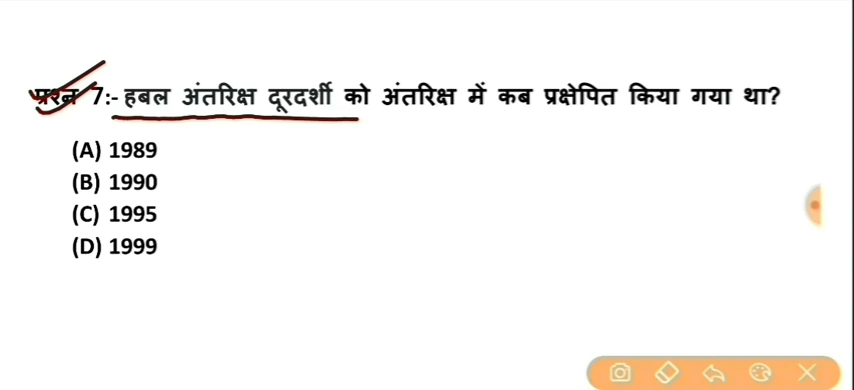 प्रश्न 7:- हबल अंतरिक्ष दूरदर्शी को अंतरिक्ष में कब प्रक्षेपित किया गया था?
(A) 1989
(B) 1990
(C) 1995
(D) 1999